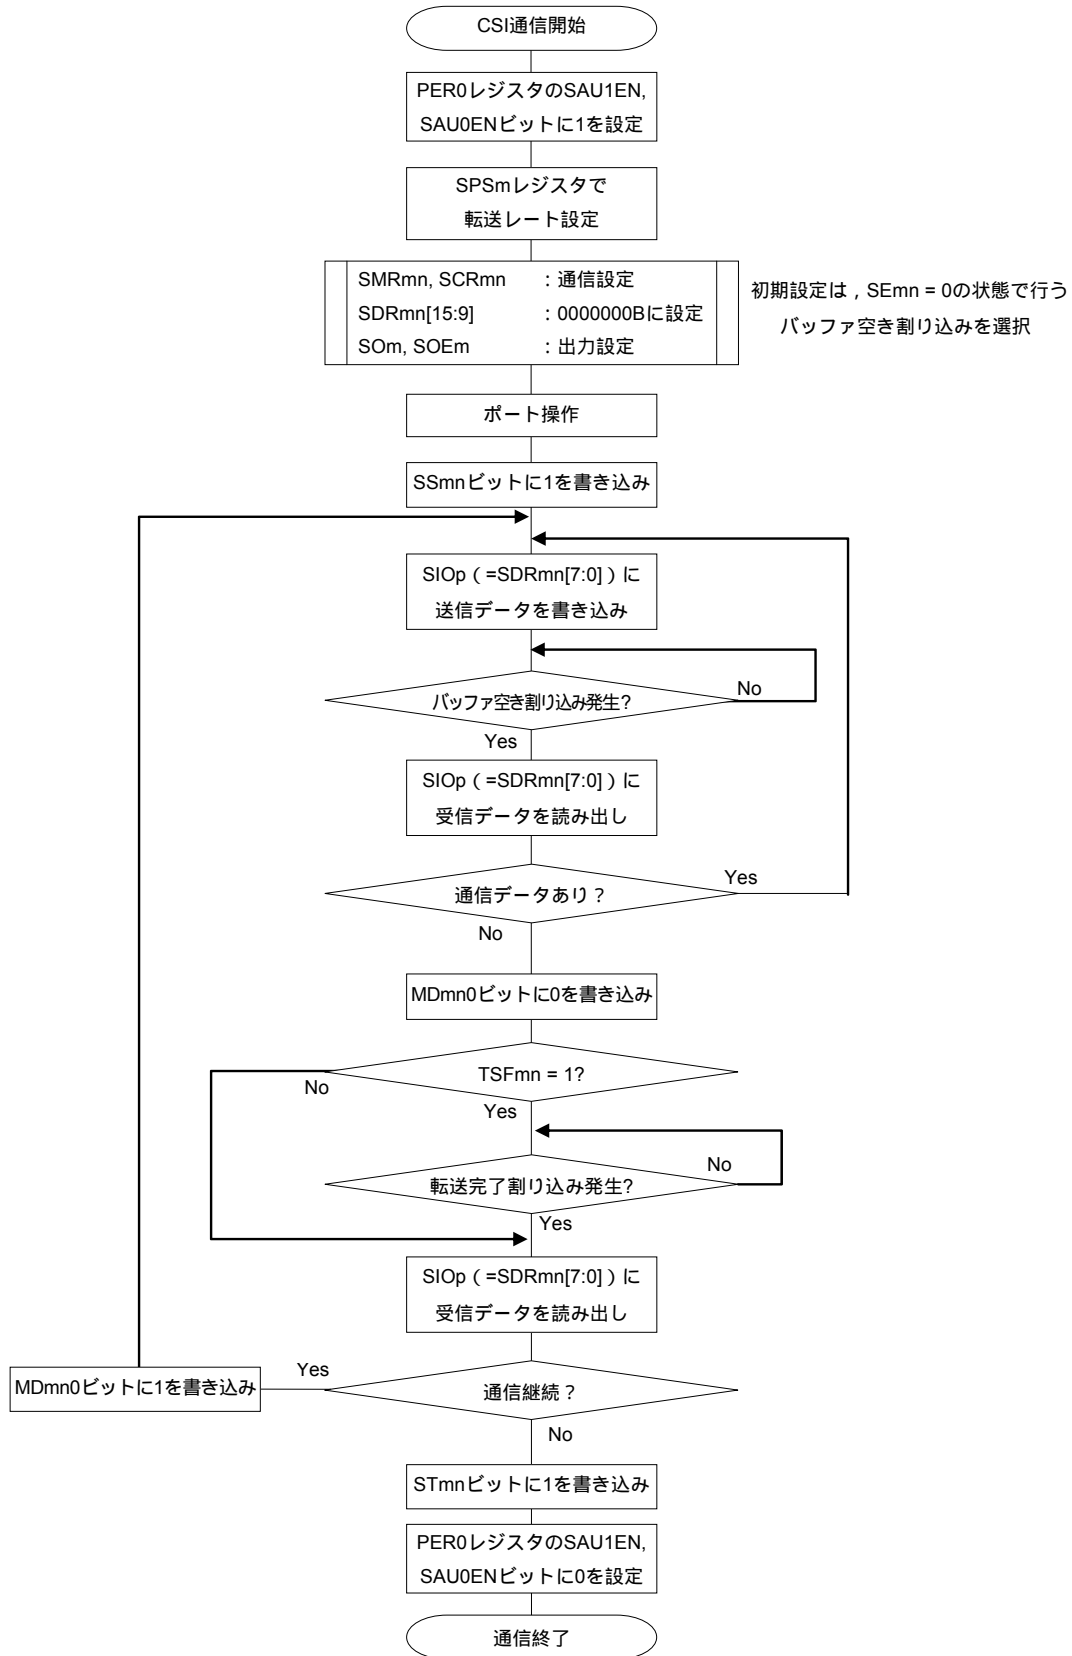 CSI通信開始
PER0レジスタのSAU1EN,
SAU0ENビットに1を設定
SPSmレジスタで
転送レート設定
SMRmn, SCRmn ：通信設定
SDRmn[15:9] ：0000000Bに設定
SOm, SOEm ：出力設定
初期設定は，SEmn = 0の状態で行う
バッファ空き割り込みを選択
ポート操作
SSmnビットに1を書き込み
SIOp（=SDRmn[7:0]）に
送信データを書き込み
バッファ空き割り込み発生?
No
Yes
SIOp（=SDRmn[7:0]）に
受信データを読み出し
通信データあり？
Yes
No
MDmn0ビットに0を書き込み
TSFmn = 1?
No
Yes
転送完了割り込み発生?
No
Yes
SIOp（=SDRmn[7:0]）に
受信データを読み出し
通信継続？
Yes
MDmn0ビットに1を書き込み
No
STmnビットに1を書き込み
PER0レジスタのSAU1EN,
SAU0ENビットに0を設定
通信終了